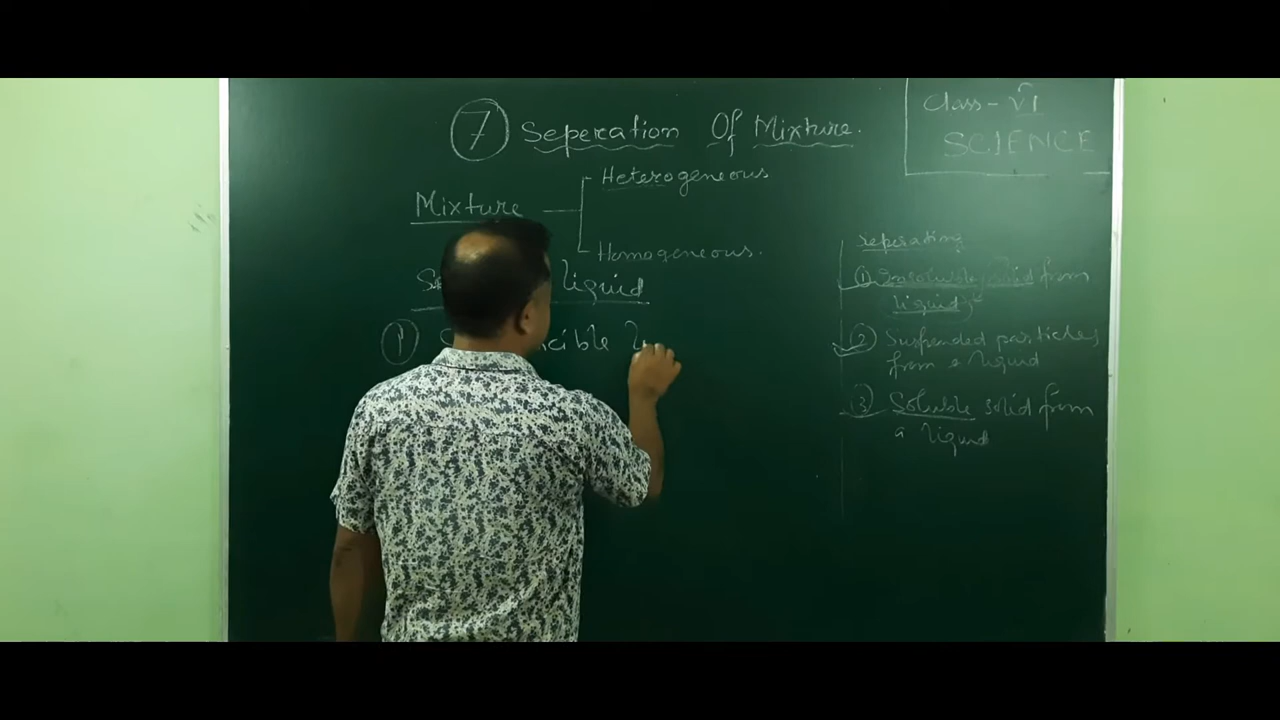 7 Seperation Of Mixture.
Mixture
Heterogeneous
Homogeneous.
liquid
1
Class - VI
SCIENCE
seperating
1 Insoluble solid from
liquid
2 Suspended particles
from a liquid
3 Soluble solid from
a liquid